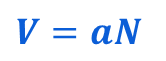 V = aN